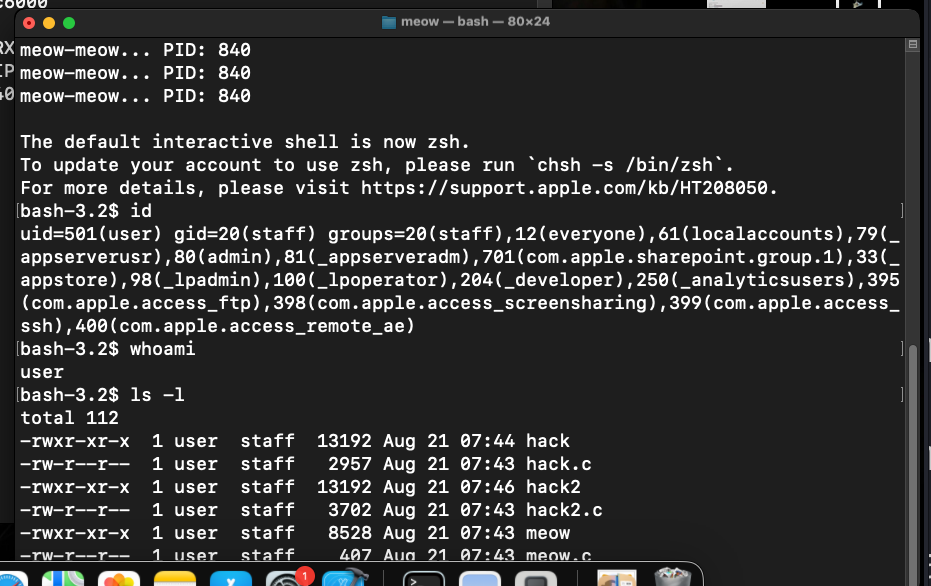 c6000
meow — bash — 80×24
meow-meow... PID: 840
meow-meow... PID: 840
meow-meow... PID: 840
The default interactive shell is now zsh.
To update your account to use zsh, please run `chsh -s /bin/zsh`.
For more details, please visit https://support.apple.com/kb/HT208050.
[bash-3.2$ id ]
uid=501(user) gid=20(staff) groups=20(staff),12(everyone),61(localaccounts),79(_
appserverusr),80(admin),81(_appserveradm),701(com.apple.sharepoint.group.1),33(_
appstore),98(_lpadmin),100(_lpoperator),204(_developer),250(_analyticsusers),395
(com.apple.access_ftp),398(com.apple.access_screensharing),399(com.apple.access_
ssh),400(com.apple.access_remote_ae)
[bash-3.2$ whoami ]
user
[bash-3.2$ ls -l ]
total 112
-rwxr-xr-x  1 user  staff  13192 Aug 21 07:44 hack
-rw-r--r--  1 user  staff   2957 Aug 21 07:43 hack.c
-rwxr-xr-x  1 user  staff  13192 Aug 21 07:46 hack2
-rw-r--r--  1 user  staff   3702 Aug 21 07:43 hack2.c
-rwxr-xr-x  1 user  staff   8528 Aug 21 07:43 meow
-rw-r--r--  1 user  staff    407 Aug 21 07:43 meow.c
1